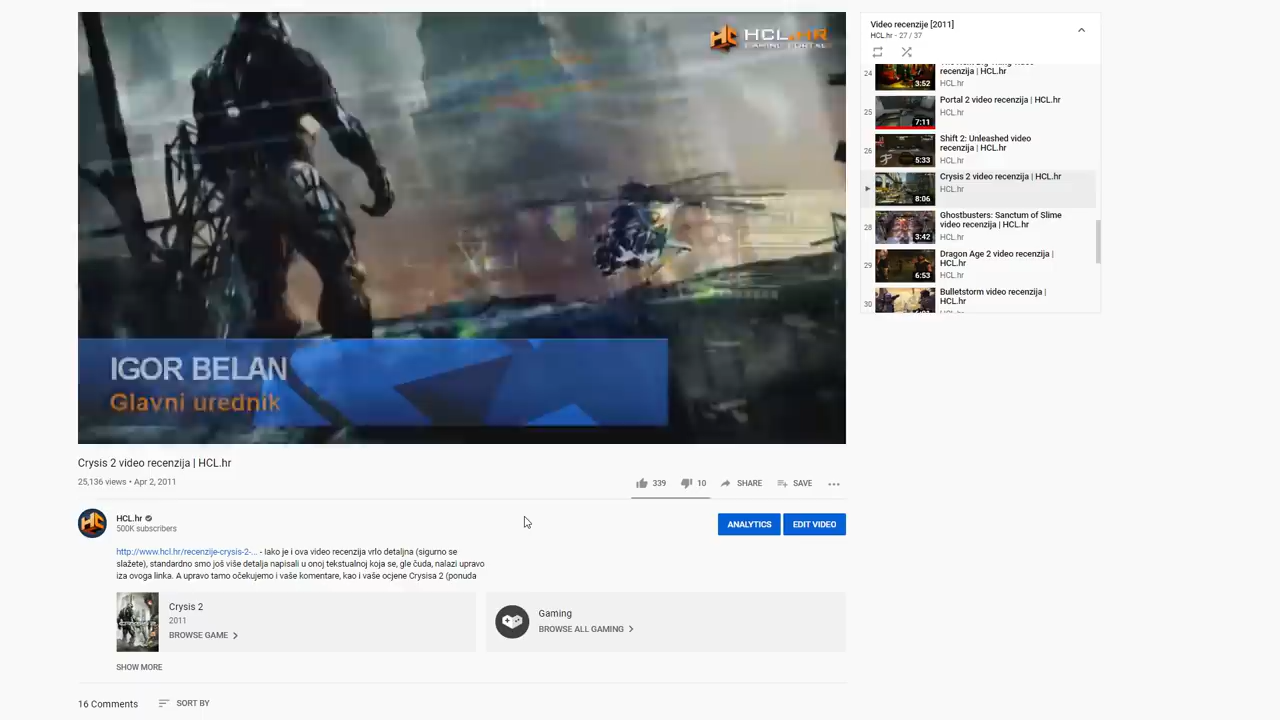 HCL.HR
GAMING PORTAL
IGOR BELAN
Glavni urednik
Crysis 2 video recenzija | HCL.hr
25,136 views • Apr 2, 2011
339
10
SHARE
SAVE
HCL.hr
500K subscribers
ANALYTICS
EDIT VIDEO
http://www.hcl.hr/recenzije-crysis-2-... - Iako je i ova video recenzija vrlo detaljna (sigurno se
slažete), standardno smo još više detalja napisali u onoj tekstualnoj koja se, gle čuda, nalazi upravo
iza ovoga linka. A upravo tamo očekujemo i vaše komentare, kao i vaše ocjene Crysisa 2 (ponuda
Crysis 2
2011
BROWSE GAME
Gaming
BROWSE ALL GAMING
SHOW MORE
16 Comments
SORT BY
Video recenzije [2011]
HCL.hr - 27 / 37
24
recenzija | HCL.hr
HCL.hr
3:52
25
Portal 2 video recenzija | HCL.hr
HCL.hr
7:11
26
Shift 2: Unleashed video
recenzija | HCL.hr
HCL.hr
5:33
Crysis 2 video recenzija | HCL.hr
HCL.hr
8:06
28
Ghostbusters: Sanctum of Slime
video recenzija | HCL.hr
HCL.hr
3:42
29
Dragon Age 2 video recenzija |
HCL.hr
HCL.hr
6:53
30
Bulletstorm video recenzija |
HCL.hr